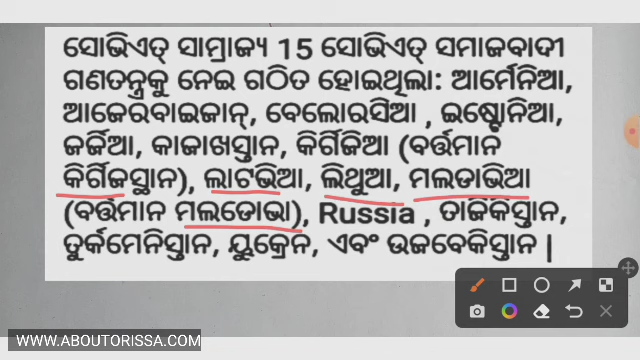 ସୋଭିଏତ୍ ସାମ୍ରାଜ୍ୟ 15 ସୋଭିଏତ୍ ସମାଜବାଦୀ
ଗଣତନ୍ତ୍ରକୁ ନେଇ ଗଠିତ ହୋଇଥିଲା: ଆର୍ମେନିଆ,
ଆଜେରବାଇଜାନ୍, ବେଲୋରସିଆ , ଇଷ୍ଟୋନିଆ,
ଜର୍ଜିଆ, କାଜାଖସ୍ତାନ, କିର୍ଗିଜିଆ (ବର୍ତ୍ତମାନ
କିର୍ଗିଜସ୍ଥାନ), ଲାଟଭିଆ, ଲିଥୁଆ, ମଲଡାଭିଆ
(ବର୍ତ୍ତମାନ ମଲଡୋଭା), Russia , ତାଜିକିସ୍ତାନ,
ତୁର୍କମେନିସ୍ତାନ, ୟୁକ୍ରେନ, ଏବଂ ଉଜବେକିସ୍ତାନ |
WWW.ABOUTORISSA.COM